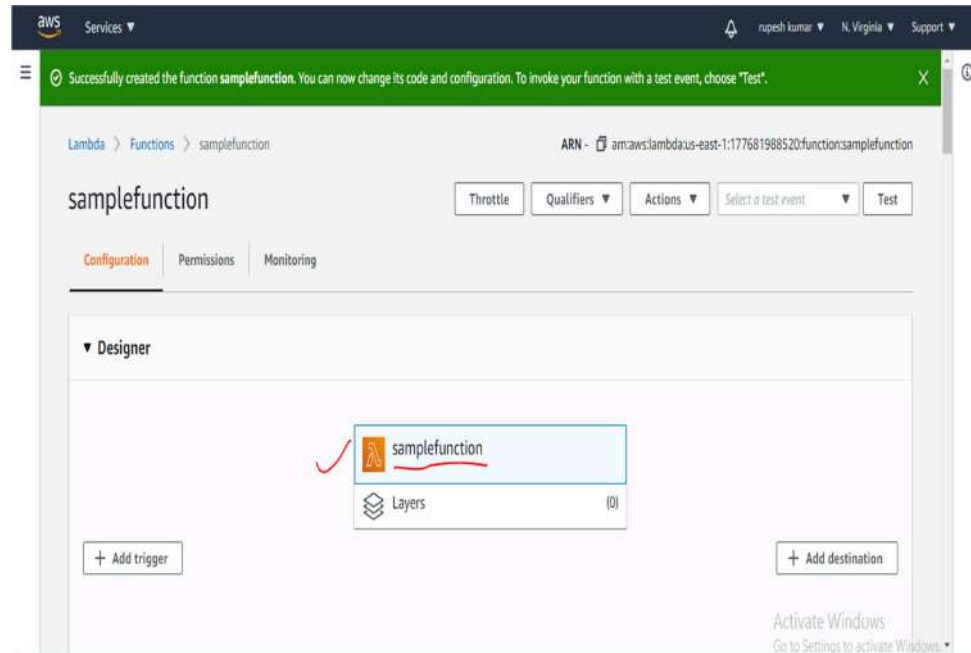 aws Services ▼ rupesh kumar ▼ N. Virginia ▼ Support ▼
Successfully created the function samplefunction. You can now change its code and configuration. To invoke your function with a test event, choose "Test". X
Lambda > Functions > samplefunction ARN - arn:aws:lambda:us-east-1:177681988520:function:samplefunction
samplefunction Throttle Qualifiers ▼ Actions ▼ Select a test event ▼ Test
Configuration Permissions Monitoring
▼ Designer
samplefunction
Layers (0)
+ Add trigger + Add destination
Activate Windows
Go to Settings to activate Windows.